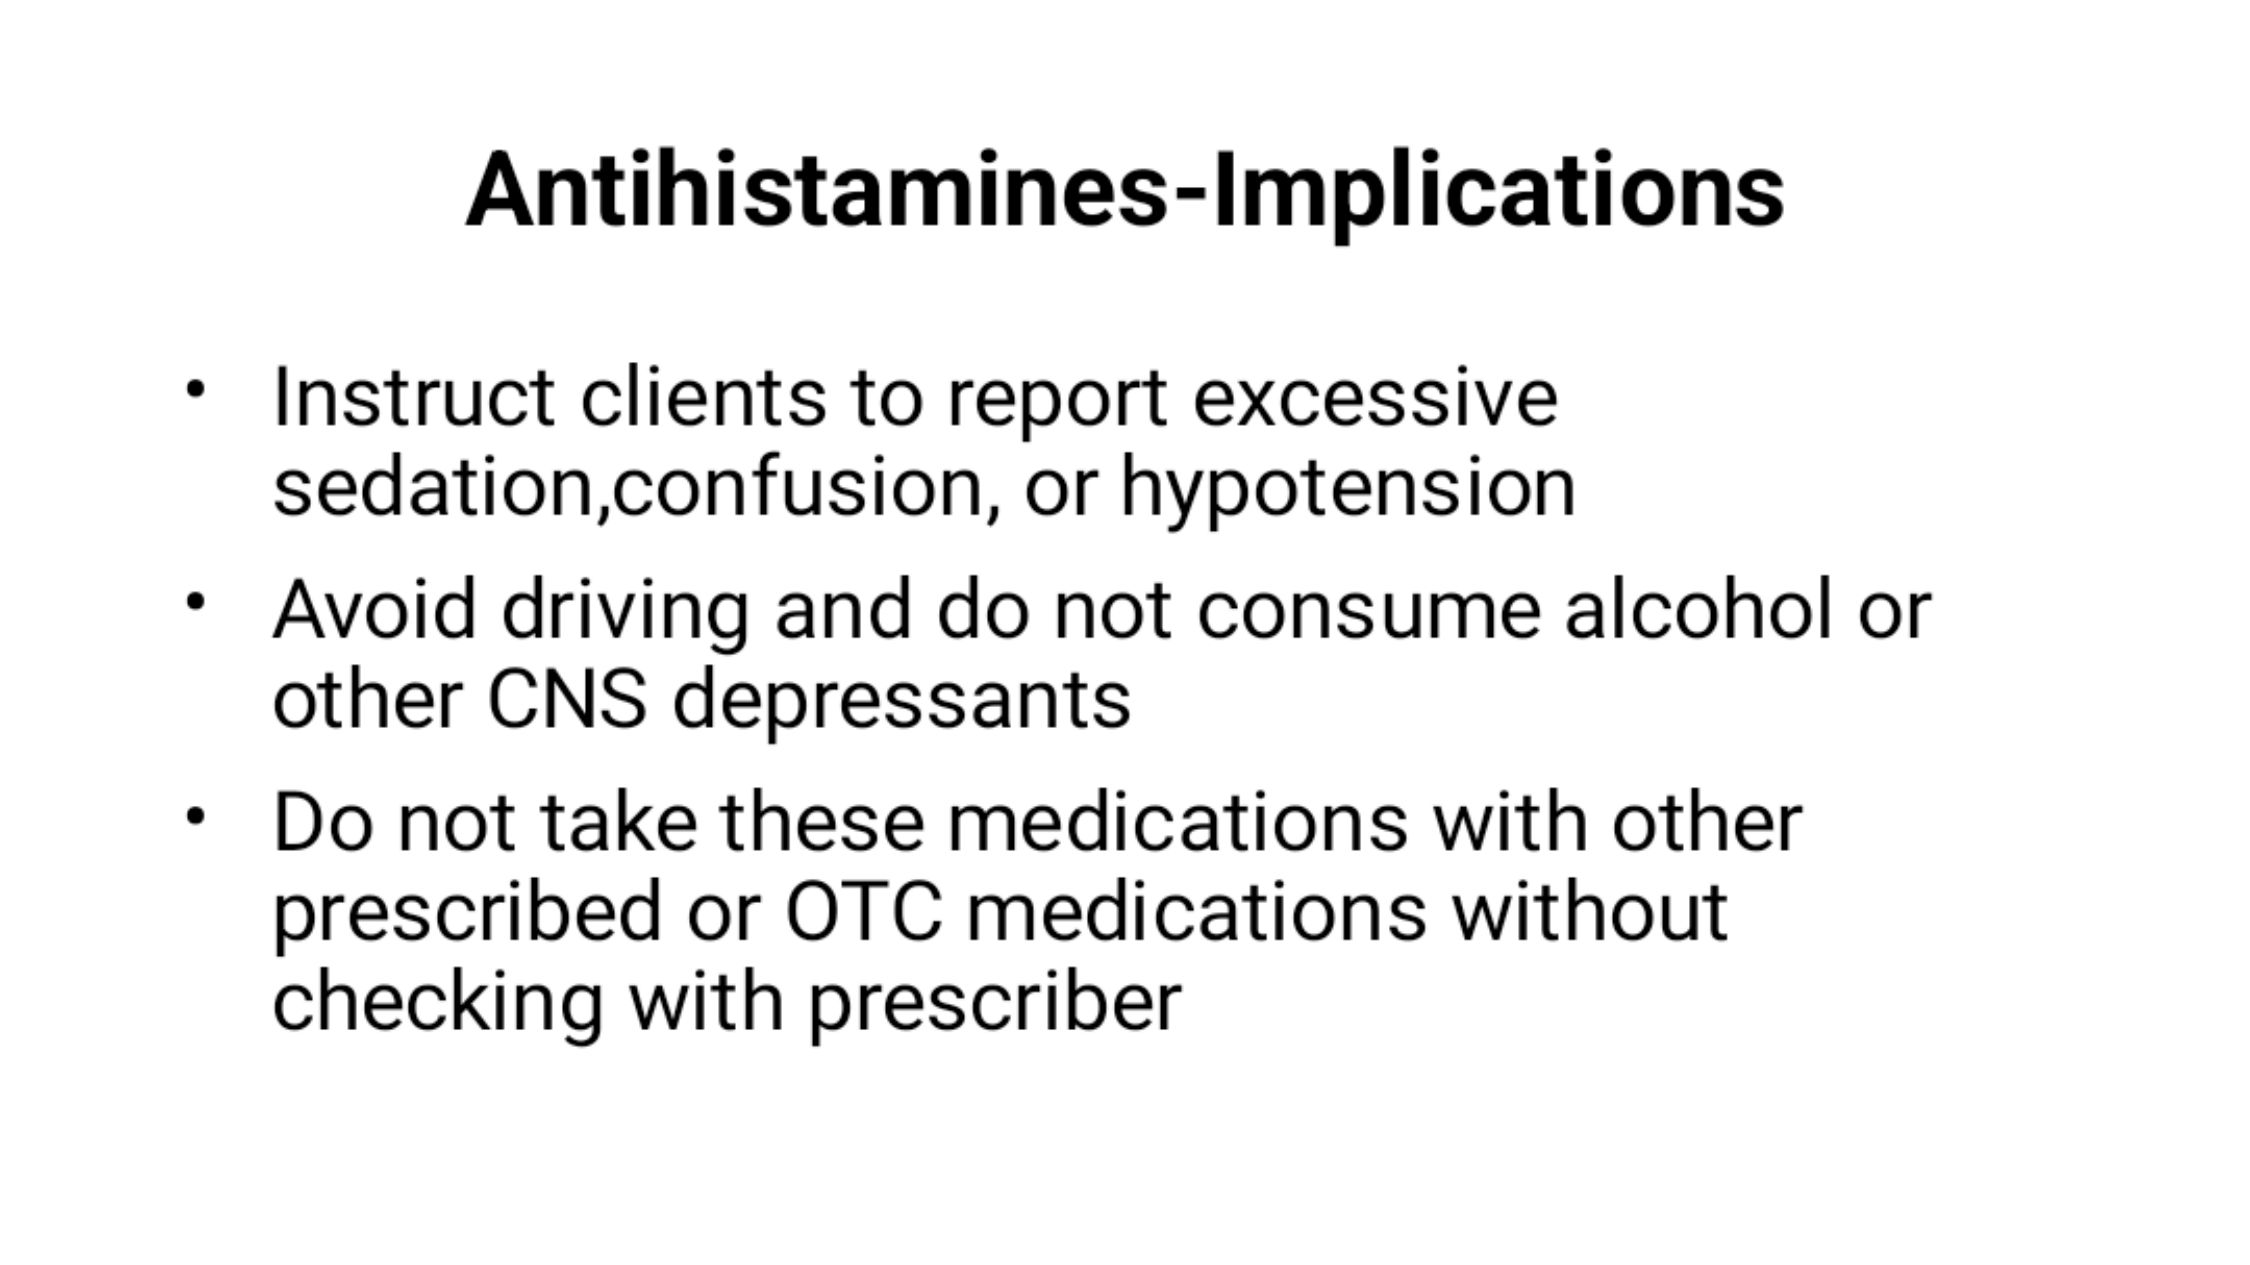 Antihistamines-Implications
• Instruct clients to report excessive
sedation,confusion, or hypotension
• Avoid driving and do not consume alcohol or
other CNS depressants
• Do not take these medications with other
prescribed or OTC medications without
checking with prescriber